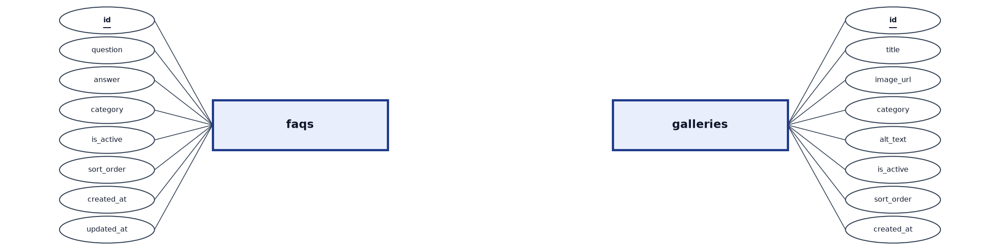 id
question
answer
category
is_active
sort_order
created_at
updated_at
faqs
galleries
id
title
image_url
category
alt_text
is_active
sort_order
created_at